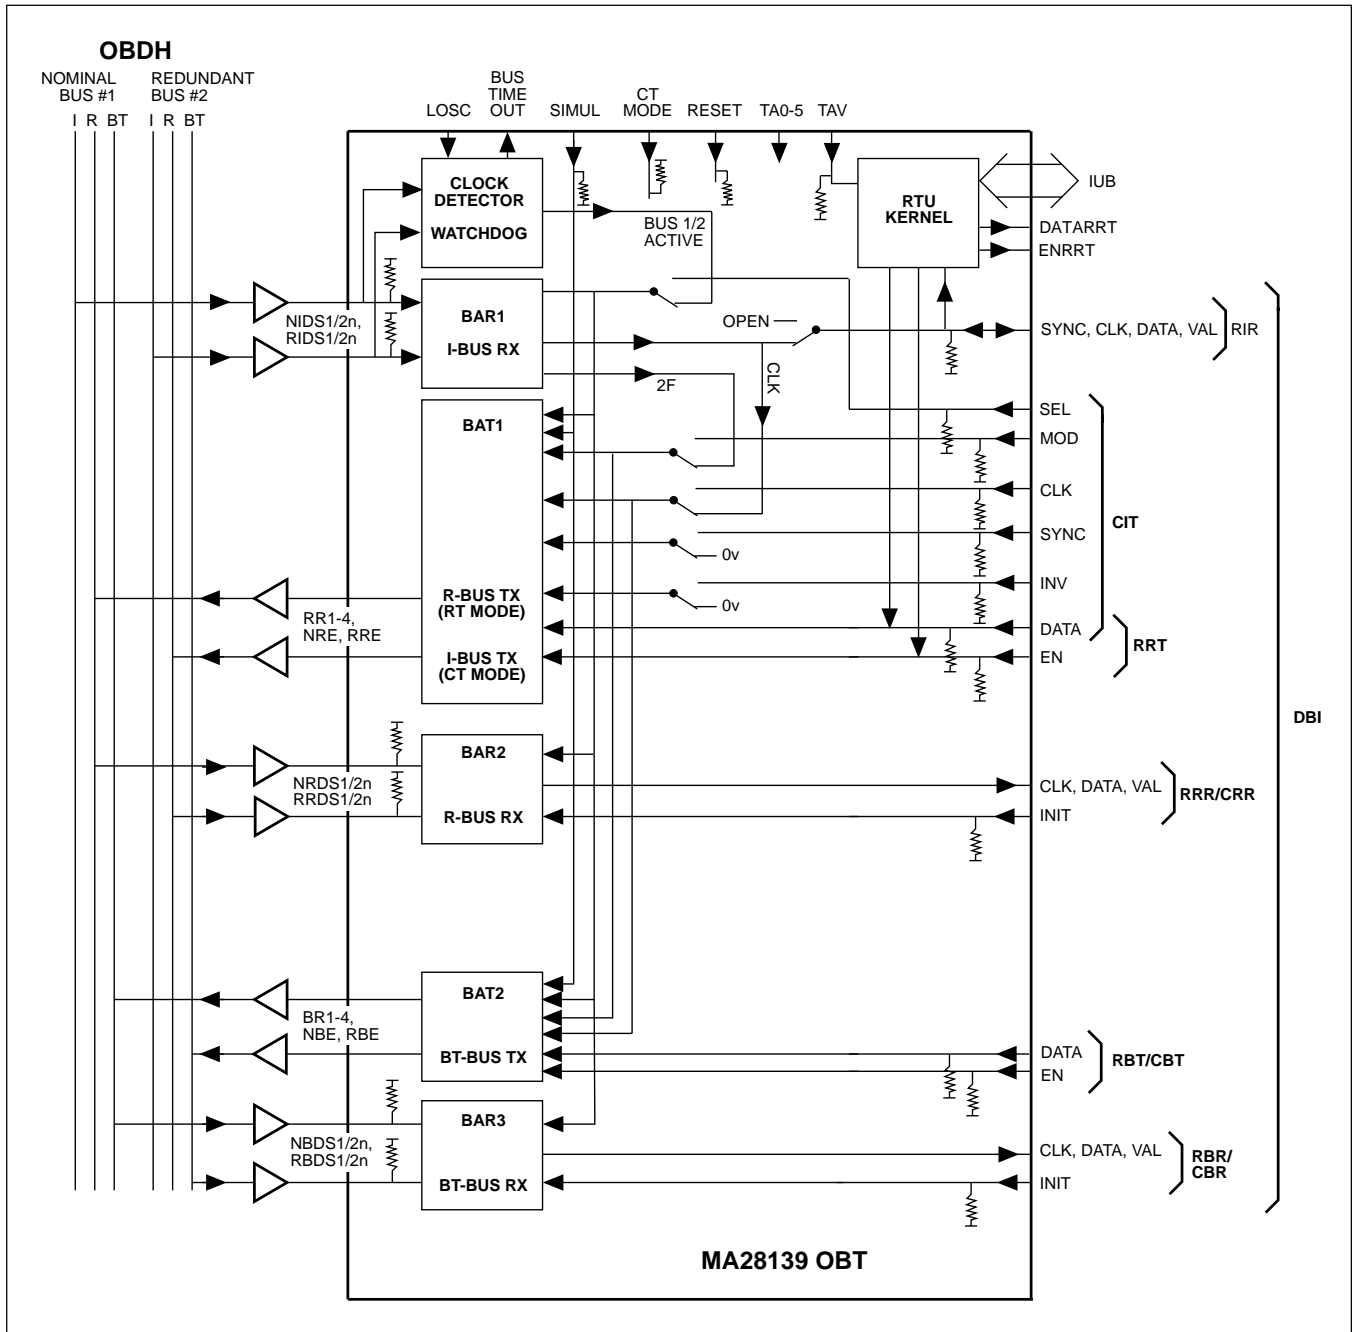 OBDH
NOMINAL
BUS #1
REDUNDANT
BUS #2
I R BT
I R BT
LOSC
BUS
TIME
OUT
SIMUL
CT
MODE
RESET
TA0-5
TAV
CLOCK
DETECTOR
WATCHDOG
BUS 1/2
ACTIVE
RTU
KERNEL
IUB
DATARRT
ENRRT
NIDS1/2n,
RIDS1/2n
BAR1
I-BUS RX
OPEN
2F
CLK
SYNC, CLK, DATA, VAL
RIR
SEL
MOD
CLK
SYNC
INV
DATA
EN
CIT
RRT
BAT1
R-BUS TX
(RT MODE)
I-BUS TX
(CT MODE)
0v
0v
RR1-4,
NRE, RRE
DBI
NRDS1/2n
RRDS1/2n
BAR2
R-BUS RX
CLK, DATA, VAL
INIT
RRR/CRR
BR1-4,
NBE, RBE
BAT2
BT-BUS TX
DATA
EN
RBT/CBT
NBDS1/2n,
RBDS1/2n
BAR3
BT-BUS RX
CLK, DATA, VAL
INIT
RBR/
CBR
MA28139 OBT